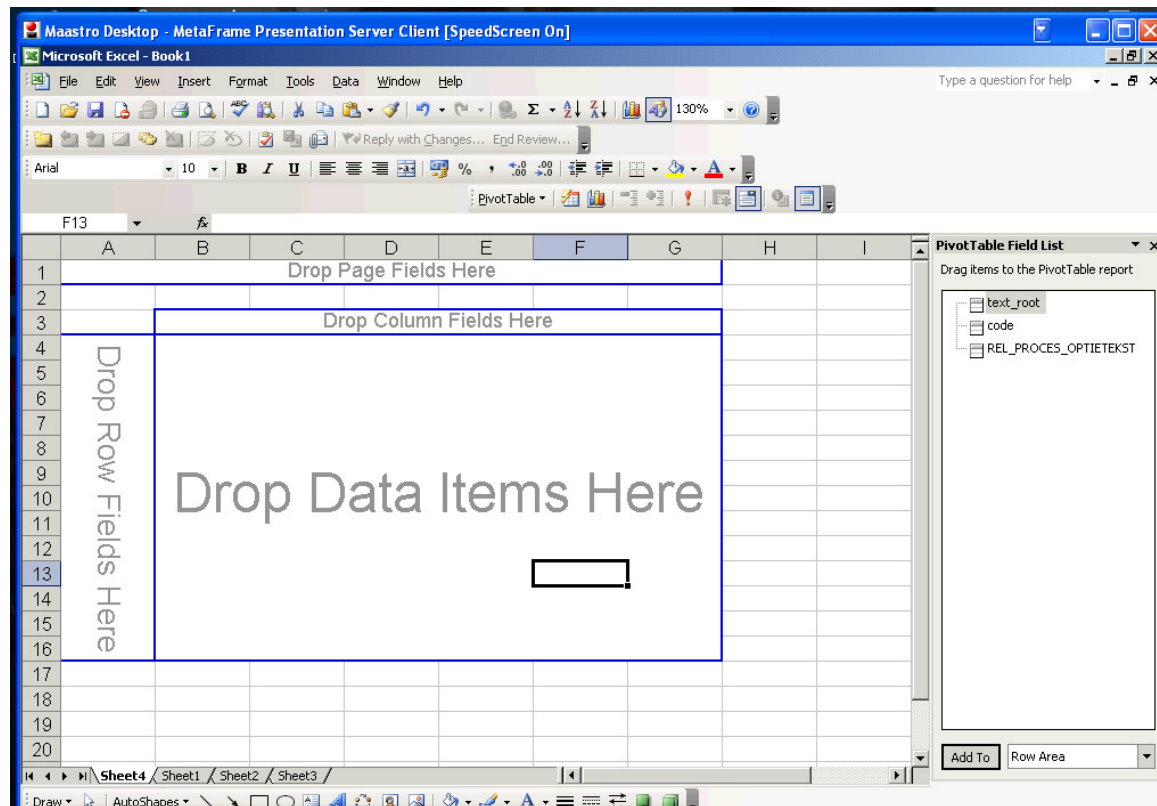 Maastro Desktop - MetaFrame Presentation Server Client [SpeedScreen On]
Microsoft Excel - Book1
File Edit View Insert Format Tools Data Window Help
Type a question for help
130%
Reply with Changes... End Review...
Arial 10 B I U % ,
PivotTable
F13 fx
A B C D E F G H I
PivotTable Field List
Drag items to the PivotTable report
text_root
code
REL_PROCES_OPTIETEKST
1 Drop Page Fields Here
2
3 Drop Column Fields Here
4
5
6
7
8
9
10
11
12
13
14
15
16
17
18
19
20
Drop Row Fields Here
Drop Data Items Here
Add To Row Area
Sheet4 Sheet1 Sheet2 Sheet3
Draw AutoShapes